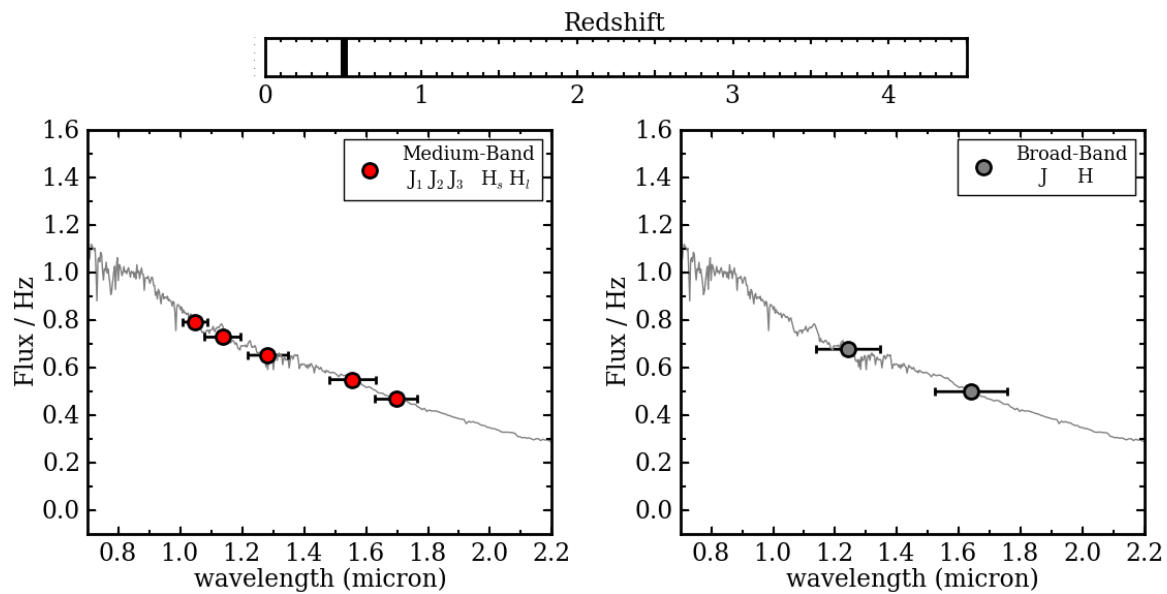 Redshift
0 1 2 3 4
Medium-Band
J₁ J₂ J₃ Hₛ Hₗ
Flux / Hz
1.6
1.4
1.2
1.0
0.8
0.6
0.4
0.2
0.0
0.8 1.0 1.2 1.4 1.6 1.8 2.0 2.2
wavelength (micron)
Broad-Band
J H
Flux / Hz
1.6
1.4
1.2
1.0
0.8
0.6
0.4
0.2
0.0
0.8 1.0 1.2 1.4 1.6 1.8 2.0 2.2
wavelength (micron)